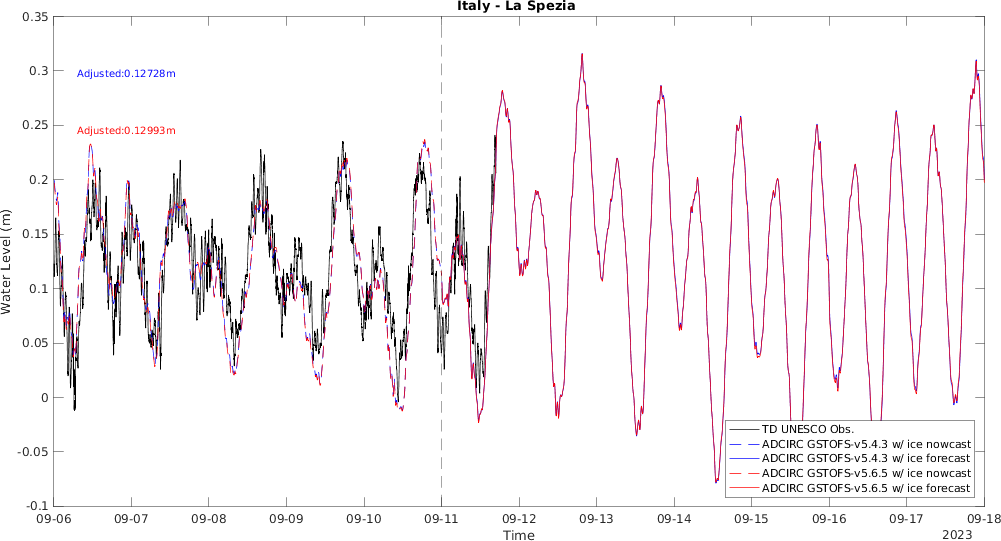 Italy - La Spezia
0.35
0.3
0.25
0.2
0.15
0.1
0.05
0
-0.05
-0.1
Water Level (m)
Adjusted:0.12728m
Adjusted:0.12993m
TD UNESCO Obs.
ADCIRC GSTOFS-v5.4.3 w/ ice nowcast
ADCIRC GSTOFS-v5.4.3 w/ ice forecast
ADCIRC GSTOFS-v5.6.5 w/ ice nowcast
ADCIRC GSTOFS-v5.6.5 w/ ice forecast
09-06 09-07 09-08 09-09 09-10 09-11 09-12 09-13 09-14 09-15 09-16 09-17 09-18
Time
2023